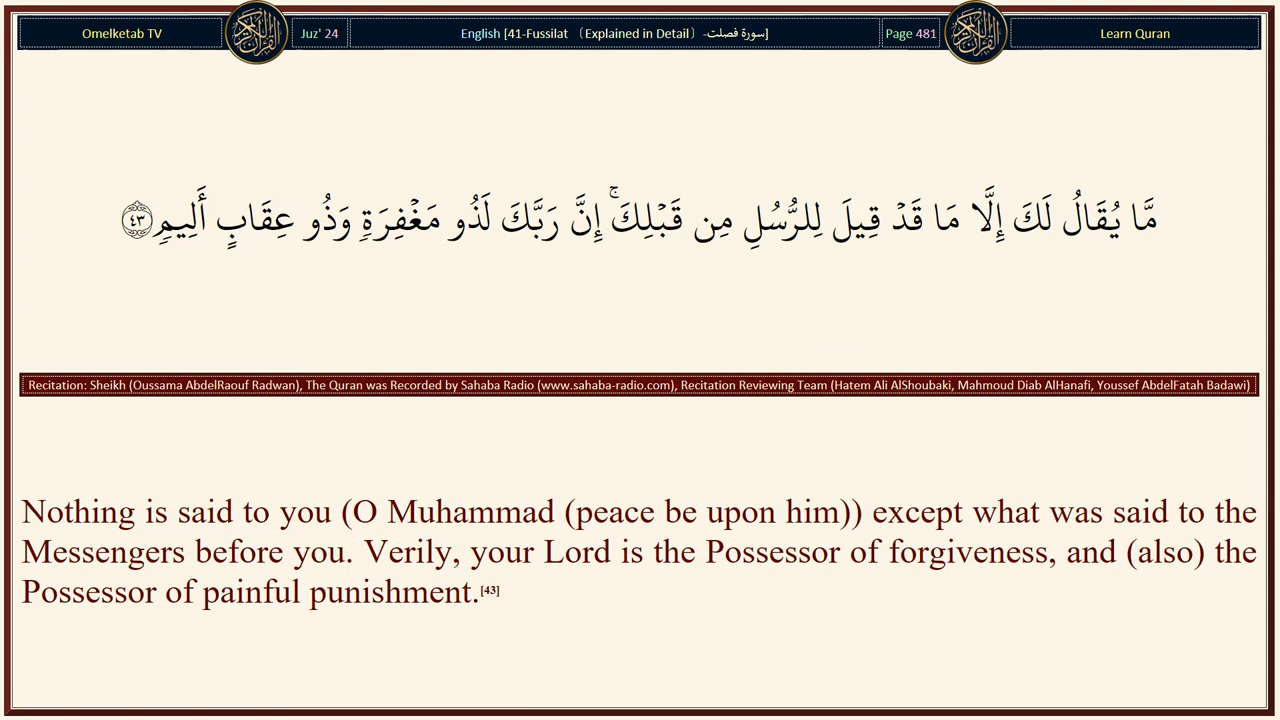 Omelketab TV
Juz' 24
English [41-Fussilat （Explained in Detail） -سورة فصلت]
Page 481
Learn Quran
مَّا يُقَالُ لَكَ إِلَّا مَا قَدۡ قِيلَ لِلرُّسُلِ مِن قَبۡلِكَۚ إِنَّ رَبَّكَ لَذُو مَغۡفِرَةٖ وَذُو عِقَابٍ أَلِيمٖ ٤٣
Recitation: Sheikh (Oussama AbdelRaouf Radwan), The Quran was Recorded by Sahaba Radio (www.sahaba-radio.com), Recitation Reviewing Team (Hatem Ali AlShoubaki, Mahmoud Diab AlHanafi, Youssef AbdelFatah Badawi)
Nothing is said to you (O Muhammad (peace be upon him)) except what was said to the
Messengers before you. Verily, your Lord is the Possessor of forgiveness, and (also) the
Possessor of painful punishment.[43]